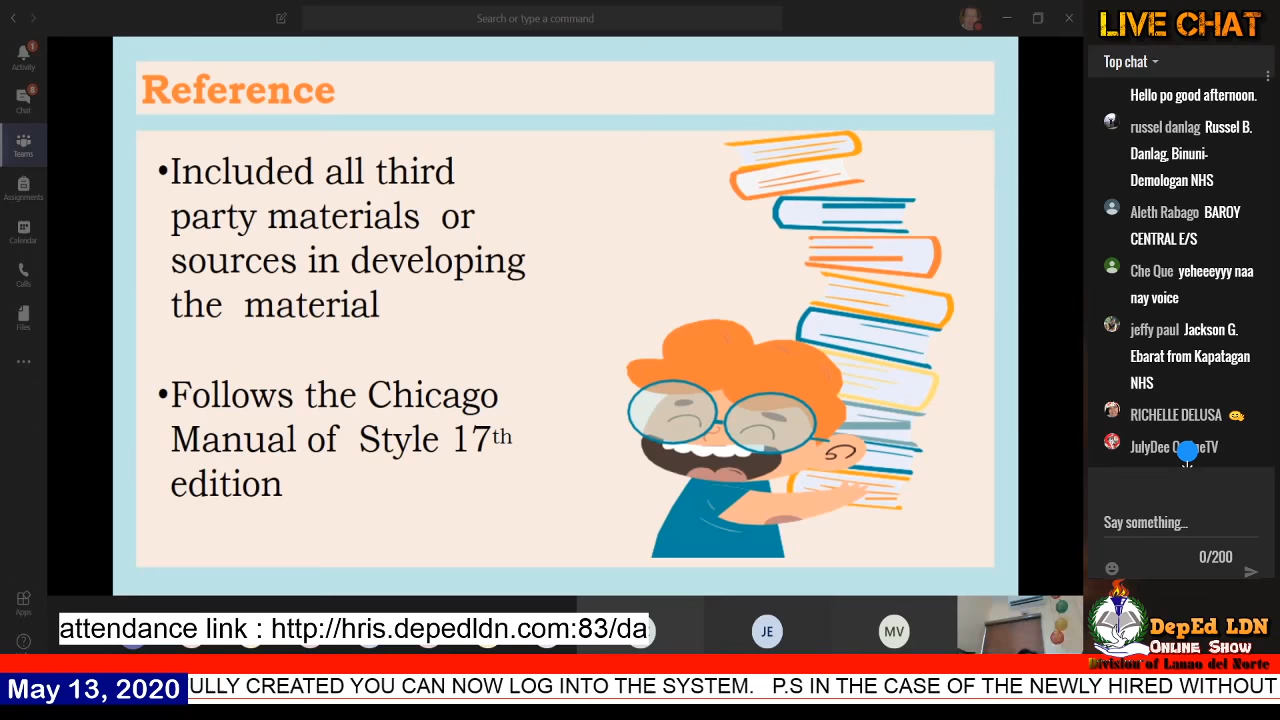 Search or type a command
LIVE CHAT
Activity
1
Chat
8
Teams
Assignments
Calendar
Calls
Files
Apps
Reference
•Included all third
party materials or
sources in developing
the material
•Follows the Chicago
Manual of Style 17th
edition
Top chat
Hello po good afternoon.
russel danlag Russel B.
Danlag, Binuni-
Demologan NHS
Aleth Rabago BAROY
CENTRAL E/S
Che Que yeheeeyyy naa
nay voice
jeffy paul Jackson G.
Ebarat from Kapatagan
NHS
RICHELLE DELUSA
JulyDee
Say something...
0/200
attendance link : http://hris.depedldn.com:83/da
JE
MV
DepEd LDN
ONLINE SHOW
Division of Lanao del Norte
May 13, 2020
ULLY CREATED YOU CAN NOW LOG INTO THE SYSTEM. P.S IN THE CASE OF THE NEWLY HIRED WITHOUT